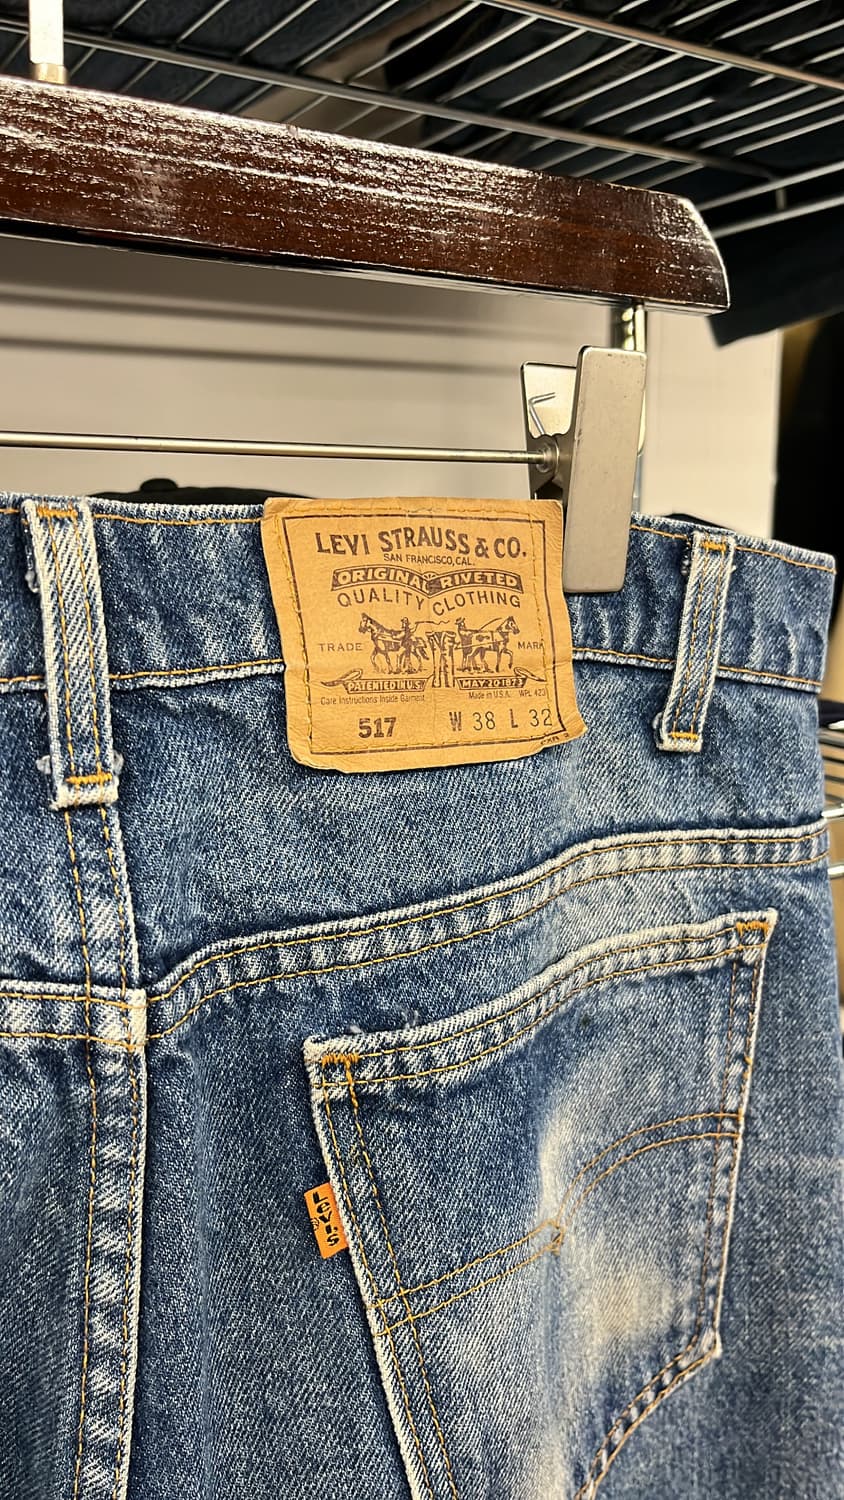 LEVI STRAUSS & CO.
SAN FRANCISCO, CAL.
ORIGINAL RIVETED
QUALITY CLOTHING
TRADE MARK
PATENTED IN U.S. MAY 20 1873
Care Instructions Inside Garment Made in U.S.A. WPL 423
517 W 38 L 32
Levi's
®